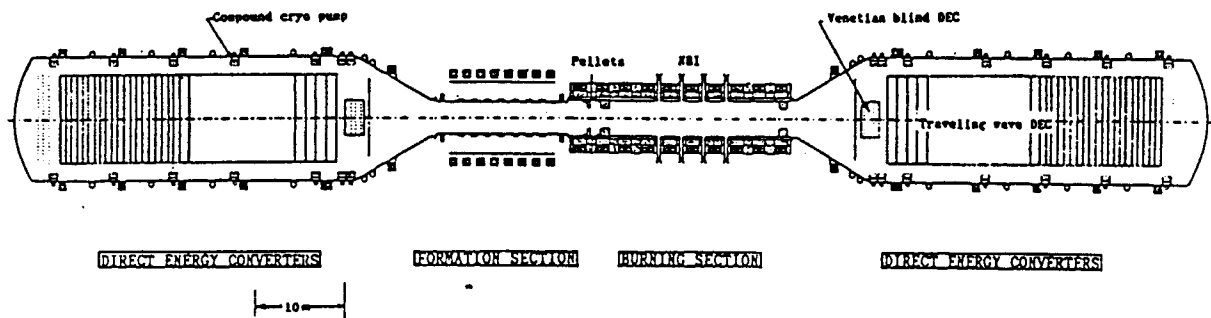 Compound cryo pump
Venetian blind DEC
Pellets
NBI
Traveling wave DEC
DIRECT ENERGY CONVERTERS
FORMATION SECTION
BURNING SECTION
DIRECT ENERGY CONVERTERS
10 m